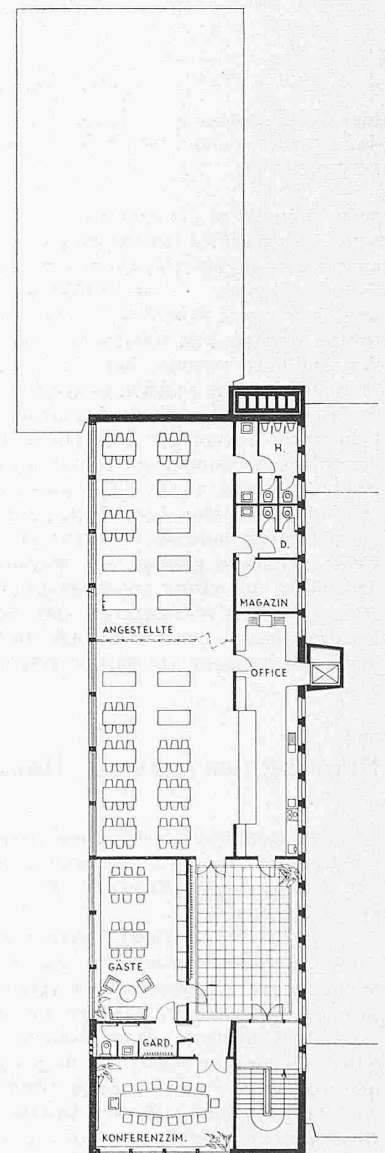 H.
D.
MAGAZIN
ANGESTELLTE
OFFICE
GÄSTE
GARD.
KONFERENZZIM.